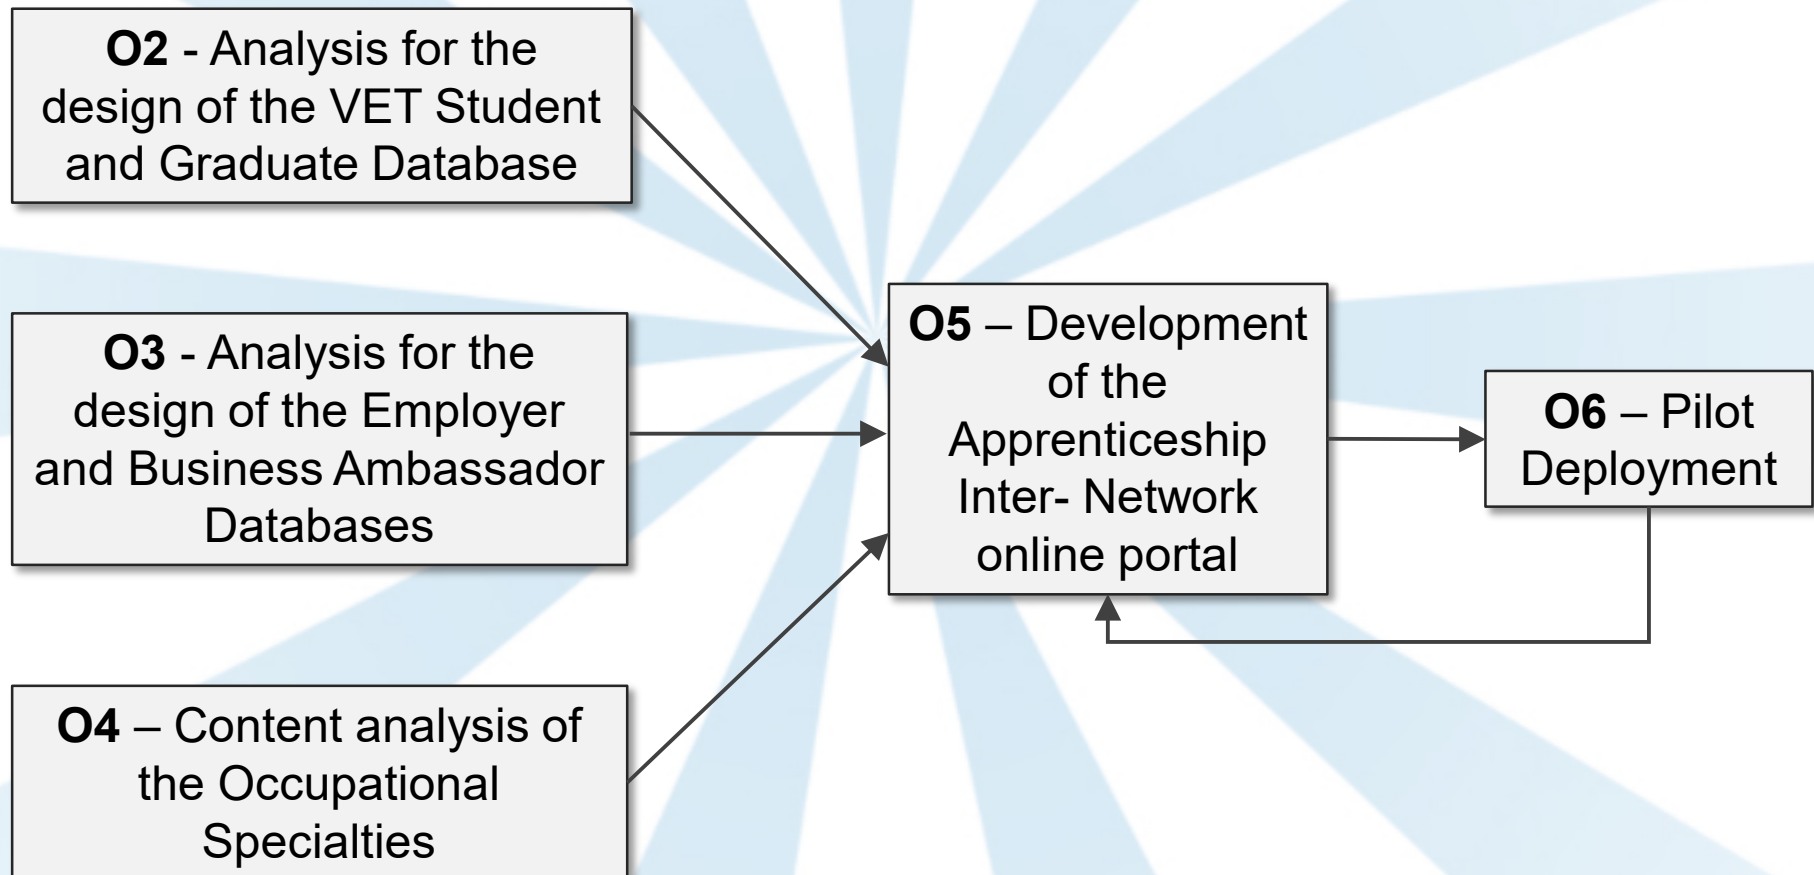 O2 - Analysis for the
design of the VET Student
and Graduate Database
O3 - Analysis for the
design of the Employer
and Business Ambassador
Databases
O4 – Content analysis of
the Occupational
Specialties
O5 – Development
of the
Apprenticeship
Inter- Network
online portal
O6 – Pilot
Deployment